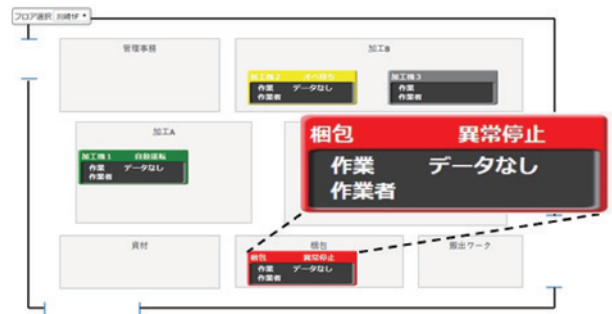 フロア選択 川崎1F
管理事務
加工B
加工機2 オペ待ち
作業 データなし
作業者
加工機3
作業
作業者
加工A
加工機1 自動運転
作業 データなし
作業者
梱包 異常停止
作業 データなし
作業者
資材
梱包
梱包 異常停止
作業 データなし
作業者
搬出ワーク